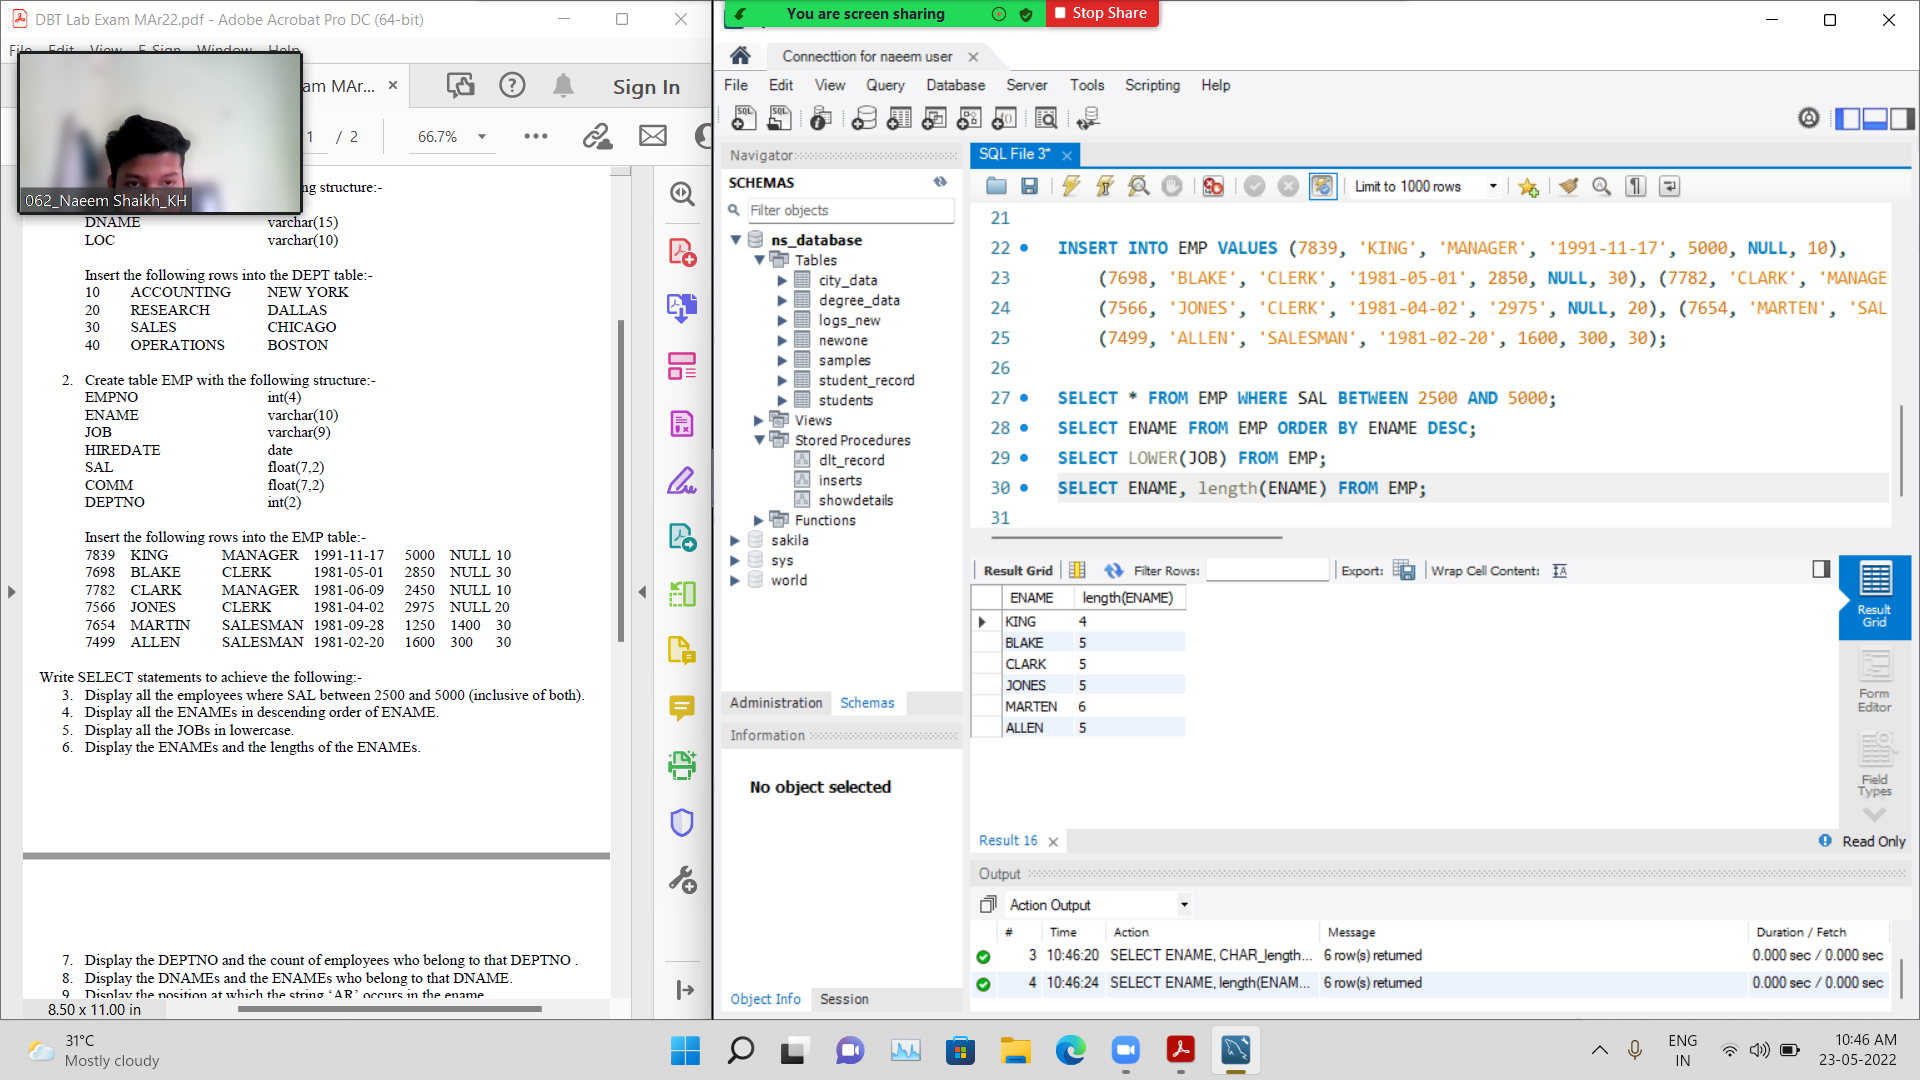 DBT Lab Exam MAr22.pdf - Adobe Acrobat Pro DC (64-bit)
File Edit View E-Sign Window Help
am MAr...
Sign In
1 / 2
66.7%
062_Naeem Shaikh_KH
ng structure:-
DNAME varchar(15)
LOC varchar(10)
Insert the following rows into the DEPT table:-
10 ACCOUNTING NEW YORK
20 RESEARCH DALLAS
30 SALES CHICAGO
40 OPERATIONS BOSTON
2. Create table EMP with the following structure:-
EMPNO int(4)
ENAME varchar(10)
JOB varchar(9)
HIREDATE date
SAL float(7,2)
COMM float(7,2)
DEPTNO int(2)
Insert the following rows into the EMP table:-
7839 KING MANAGER 1991-11-17 5000 NULL 10
7698 BLAKE CLERK 1981-05-01 2850 NULL 30
7782 CLARK MANAGER 1981-06-09 2450 NULL 10
7566 JONES CLERK 1981-04-02 2975 NULL 20
7654 MARTIN SALESMAN 1981-09-28 1250 1400 30
7499 ALLEN SALESMAN 1981-02-20 1600 300 30
Write SELECT statements to achieve the following:-
3. Display all the employees where SAL between 2500 and 5000 (inclusive of both).
4. Display all the ENAMEs in descending order of ENAME.
5. Display all the JOBs in lowercase.
6. Display the ENAMEs and the lengths of the ENAMEs.
7. Display the DEPTNO and the count of employees who belong to that DEPTNO .
8. Display the DNAMEs and the ENAMEs who belong to that DNAME.
9. Display the position at which the string ‘AR’ occurs in the ename.
8.50 x 11.00 in
You are screen sharing
Stop Share
Connecttion for naeem user
File Edit View Query Database Server Tools Scripting Help
Navigator
SCHEMAS
Filter objects
ns_database
Tables
city_data
degree_data
logs_new
newone
samples
student_record
students
Views
Stored Procedures
dlt_record
inserts
showdetails
Functions
sakila
sys
world
Administration Schemas
Information
No object selected
Object Info Session
SQL File 3*
Limit to 1000 rows
21
22 INSERT INTO EMP VALUES (7839, 'KING', 'MANAGER', '1991-11-17', 5000, NULL, 10),
23 (7698, 'BLAKE', 'CLERK', '1981-05-01', 2850, NULL, 30), (7782, 'CLARK', 'MANAGE
24 (7566, 'JONES', 'CLERK', '1981-04-02', '2975', NULL, 20), (7654, 'MARTEN', 'SAL
25 (7499, 'ALLEN', 'SALESMAN', '1981-02-20', 1600, 300, 30);
26
27 SELECT * FROM EMP WHERE SAL BETWEEN 2500 AND 5000;
28 SELECT ENAME FROM EMP ORDER BY ENAME DESC;
29 SELECT LOWER(JOB) FROM EMP;
30 SELECT ENAME, length(ENAME) FROM EMP;
31
Result Grid Filter Rows: Export: Wrap Cell Content:
ENAME length(ENAME)
KING 4
BLAKE 5
CLARK 5
JONES 5
MARTEN 6
ALLEN 5
Result Grid
Form Editor
Field Types
Result 16
Read Only
Output
Action Output
# Time Action Message Duration / Fetch
3 10:46:20 SELECT ENAME, CHAR_length... 6 row(s) returned 0.000 sec / 0.000 sec
4 10:46:24 SELECT ENAME, length(ENAM... 6 row(s) returned 0.000 sec / 0.000 sec
31°C
Mostly cloudy
ENG
IN
10:46 AM
23-05-2022